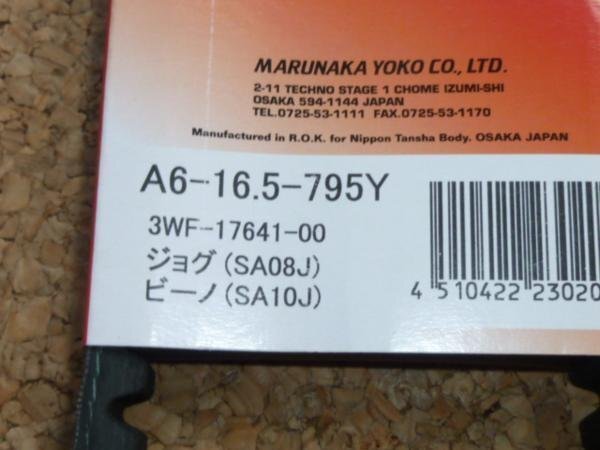 MARUNAKA YOKO CO., LTD.
2-11 TECHNO STAGE 1 CHOME IZUMI-SHI
OSAKA 594-1144 JAPAN
TEL.0725-53-1111 FAX.0725-53-1170
Manufactured in R.O.K. for Nippon Tansha Body. OSAKA JAPAN
A6-16.5-795Y
3WF-17641-00
ジョグ(SA08J)
ビーノ(SA10J)
4 510422 23020